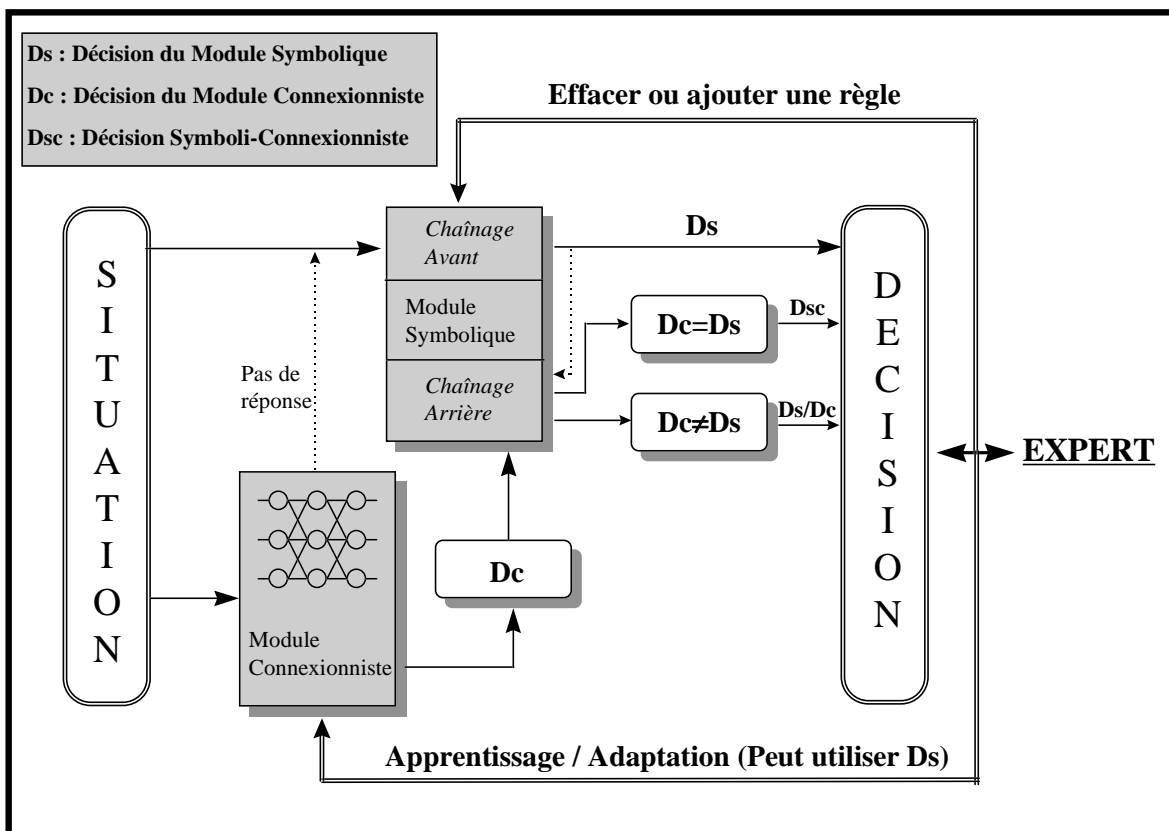 Ds : Décision du Module Symbolique
Dc : Décision du Module Connexionniste
Dsc : Décision Symboli-Connexionniste
Effacer ou ajouter une règle
SITUATION
Chaînage
Avant
Module
Symbolique
Chaînage
Arrière
Ds
Dc=Ds
Dsc
Dc≠Ds
Ds/Dc
DECISION
EXPERT
Pas de
réponse
Dc
Module
Connexionniste
Apprentissage / Adaptation (Peut utiliser Ds)